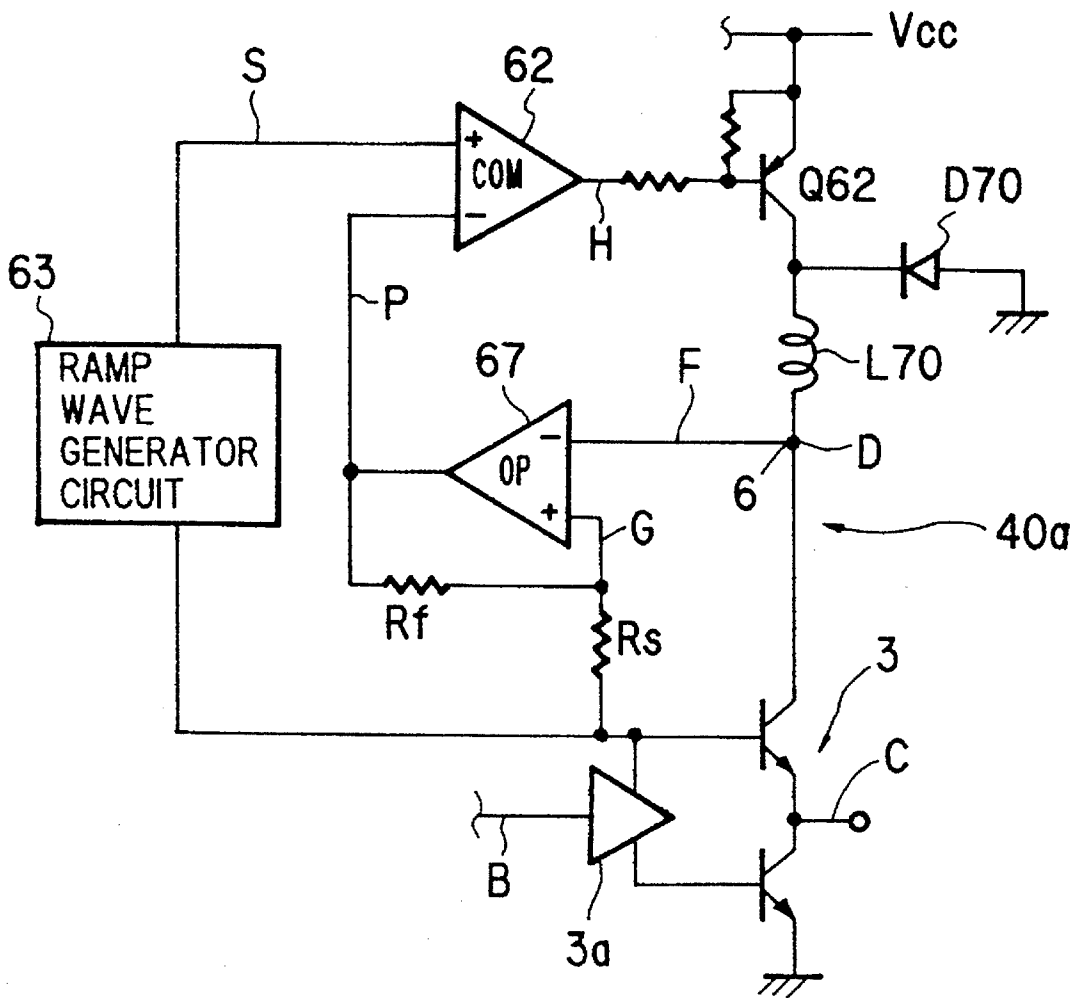 Vcc
S
62
+
COM
−
H
Q62
D70
63
P
RAMP
WAVE
GENERATOR
CIRCUIT
67
F
L70
−
OP
+
6
D
G
40a
Rf
Rs
3
C
B
3a